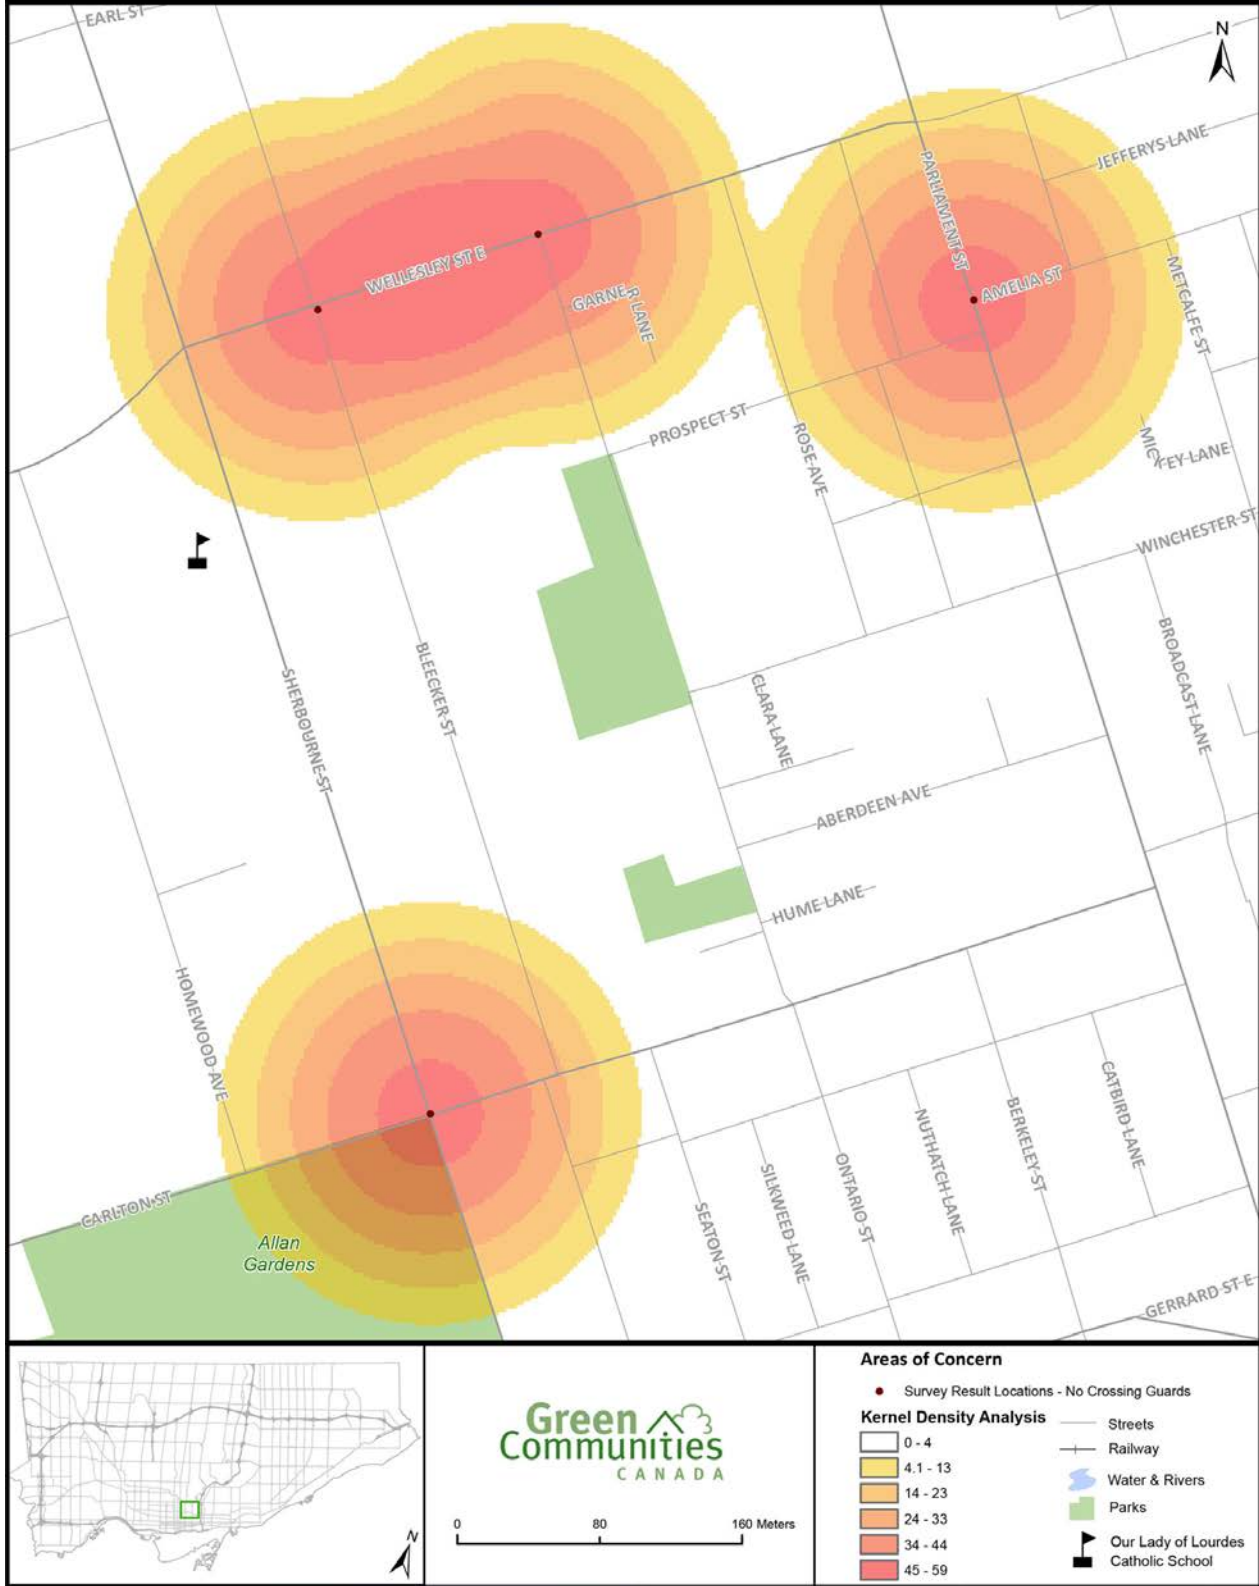 EARL ST
N
JEFFERYS LANE
PARLIAMENT ST
WELLESLEY ST E
AMELIA ST
GARNE
R LANE
METCALFE ST
PROSPECT ST
ROSE AVE
MIC
EY LANE
WINCHESTER ST
SHERBOURNE ST
BLEECKER ST
CLARA LANE
BROADCAST LANE
ABERDEEN AVE
HUME LANE
HOMEWOOD AVE
CARLTON ST
Allan
Gardens
SEATON ST
SILKWEED LANE
ONTARIO ST
NUTHATCH LANE
BERKELEY ST
CATBIRD LANE
GERRARD ST E
N
Green
Communities
CANADA
0 80 160 Meters
Areas of Concern
Survey Result Locations - No Crossing Guards
Kernel Density Analysis
0 - 4
4.1 - 13
14 - 23
24 - 33
34 - 44
45 - 59
Streets
Railway
Water & Rivers
Parks
Our Lady of Lourdes
Catholic School